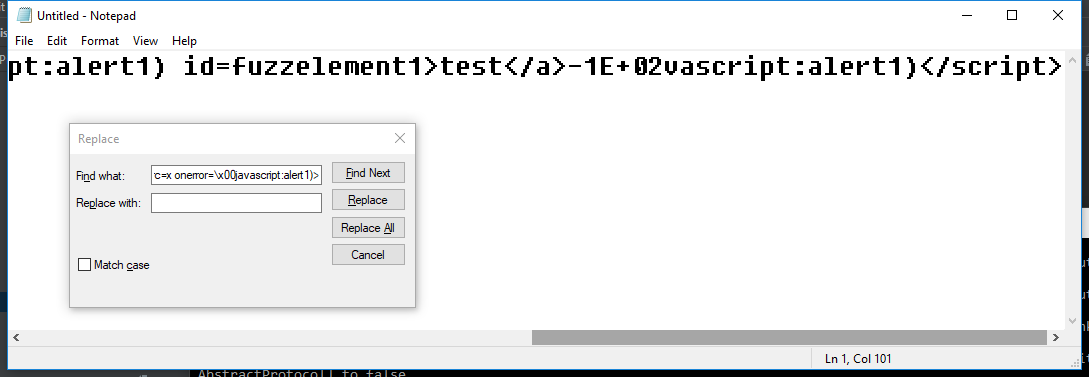 Untitled - Notepad
File Edit Format View Help
pt:alert1) id=fuzzelement1>test</a>-1E+02vascript:alert1)</script>
Replace
Find what: c=x onerror=\x00javascript:alert1)> Find Next
Replace with: Replace
Replace All
Match case Cancel
Ln 1, Col 101
AbstractProtocol] to false